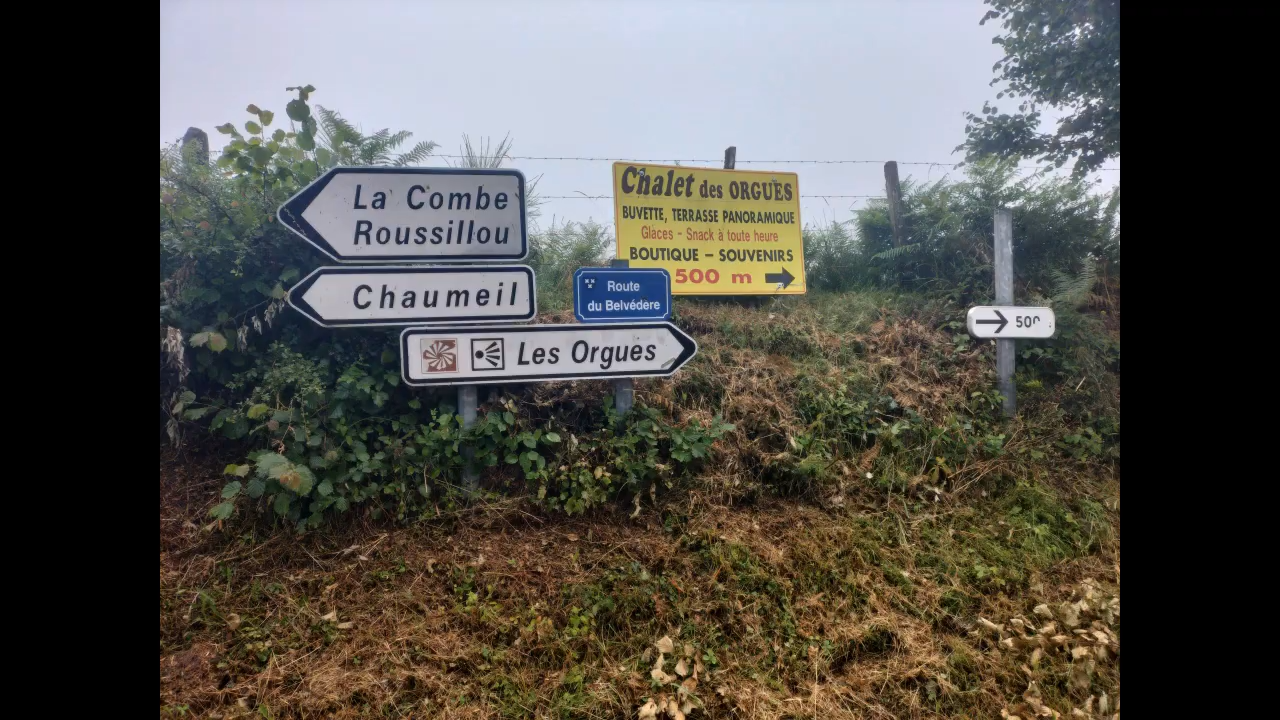 La Combe
Roussillou
Chaumeil
Les Orgues
Route
du Belvédère
Chalet des ORGUES
BUVETTE, TERRASSE PANORAMIQUE
Glaces - Snack à toute heure
BOUTIQUE - SOUVENIRS
500 m
500